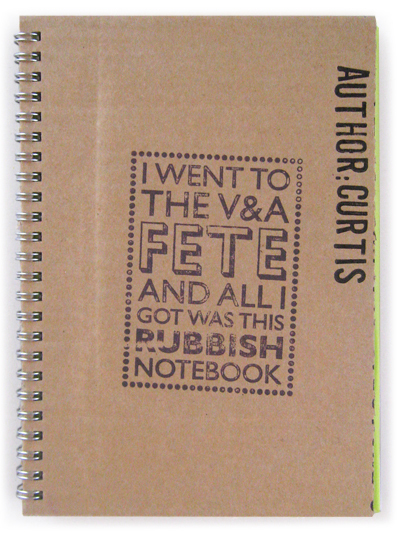 I WENT TO
THE V&A
FETE
AND ALL I
GOT WAS THIS
RUBBISH
NOTEBOOK
AUTHOR:CURTIS